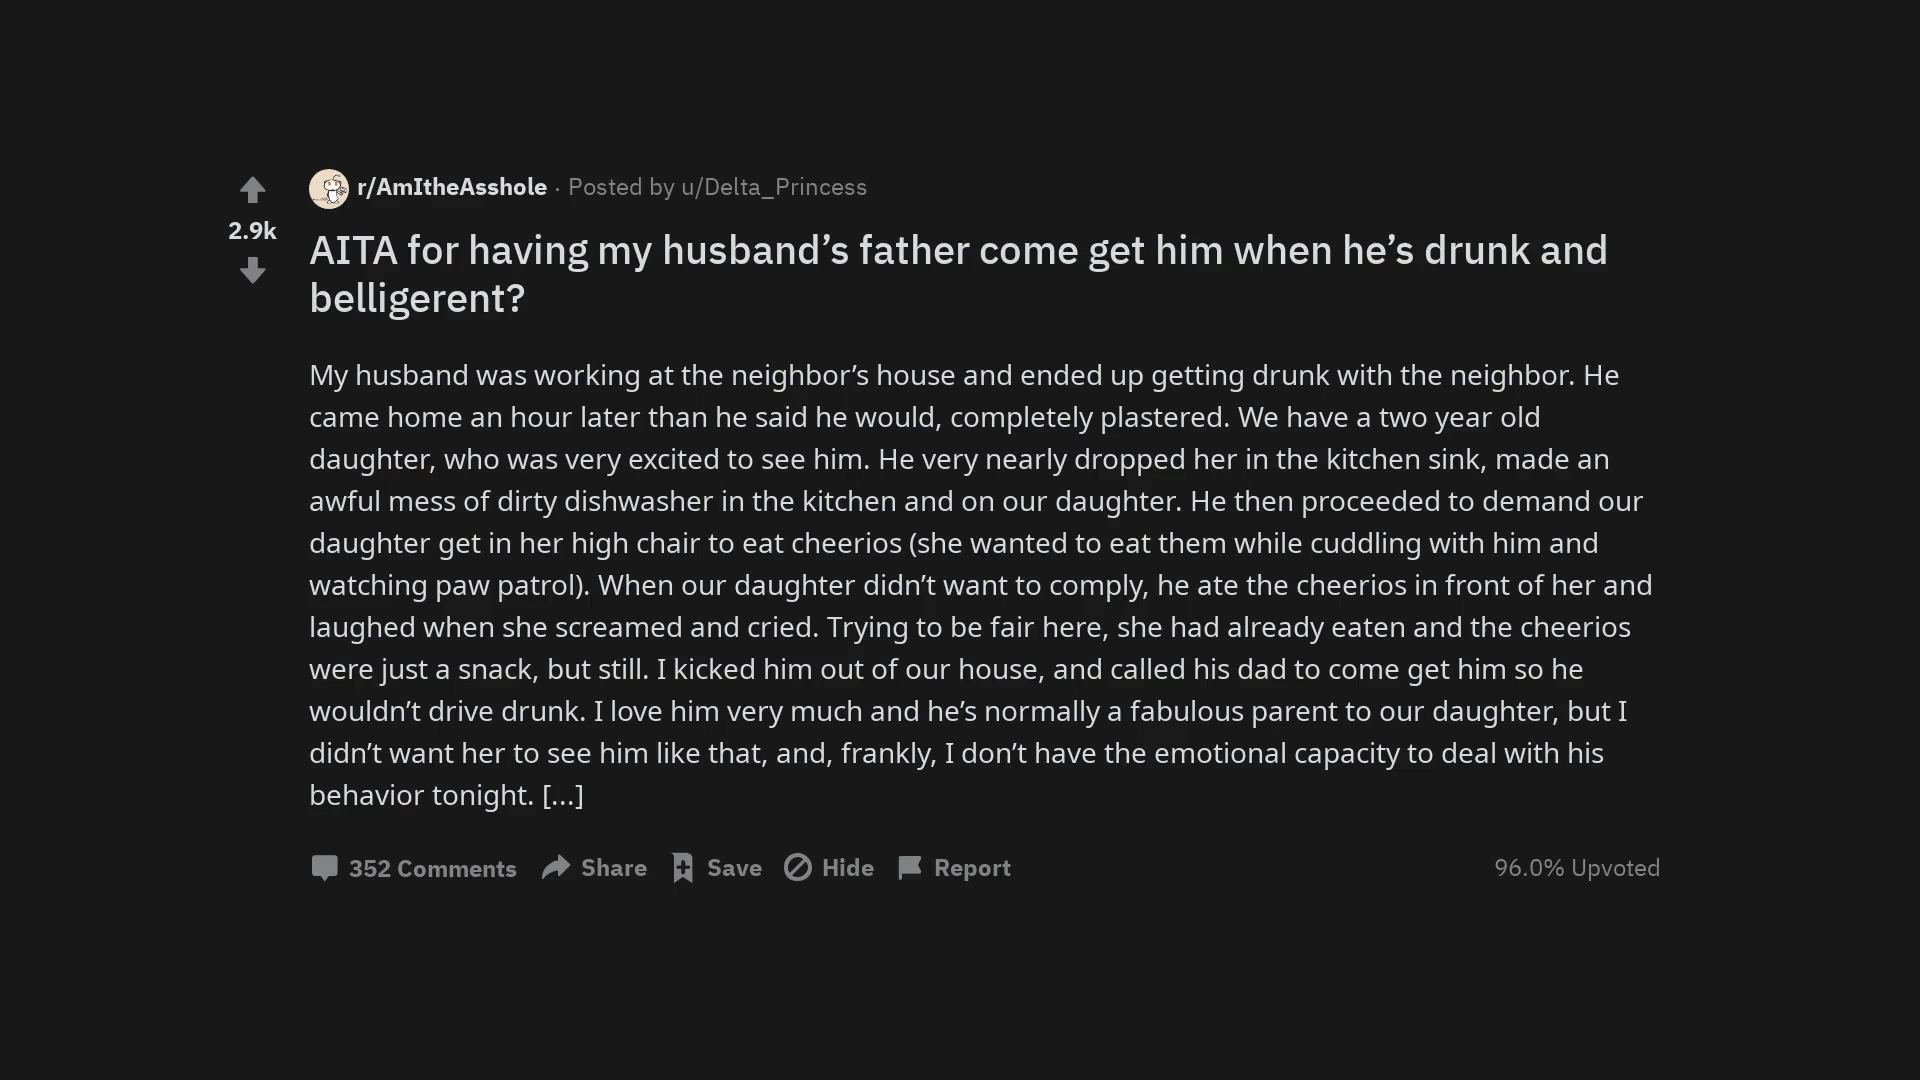 r/AmItheAsshole · Posted by u/Delta_Princess
2.9k
AITA for having my husband’s father come get him when he’s drunk and
belligerent?
My husband was working at the neighbor’s house and ended up getting drunk with the neighbor. He
came home an hour later than he said he would, completely plastered. We have a two year old
daughter, who was very excited to see him. He very nearly dropped her in the kitchen sink, made an
awful mess of dirty dishwasher in the kitchen and on our daughter. He then proceeded to demand our
daughter get in her high chair to eat cheerios (she wanted to eat them while cuddling with him and
watching paw patrol). When our daughter didn’t want to comply, he ate the cheerios in front of her and
laughed when she screamed and cried. Trying to be fair here, she had already eaten and the cheerios
were just a snack, but still. I kicked him out of our house, and called his dad to come get him so he
wouldn’t drive drunk. I love him very much and he’s normally a fabulous parent to our daughter, but I
didn’t want her to see him like that, and, frankly, I don’t have the emotional capacity to deal with his
behavior tonight. [...]
352 Comments Share Save Hide Report 96.0% Upvoted